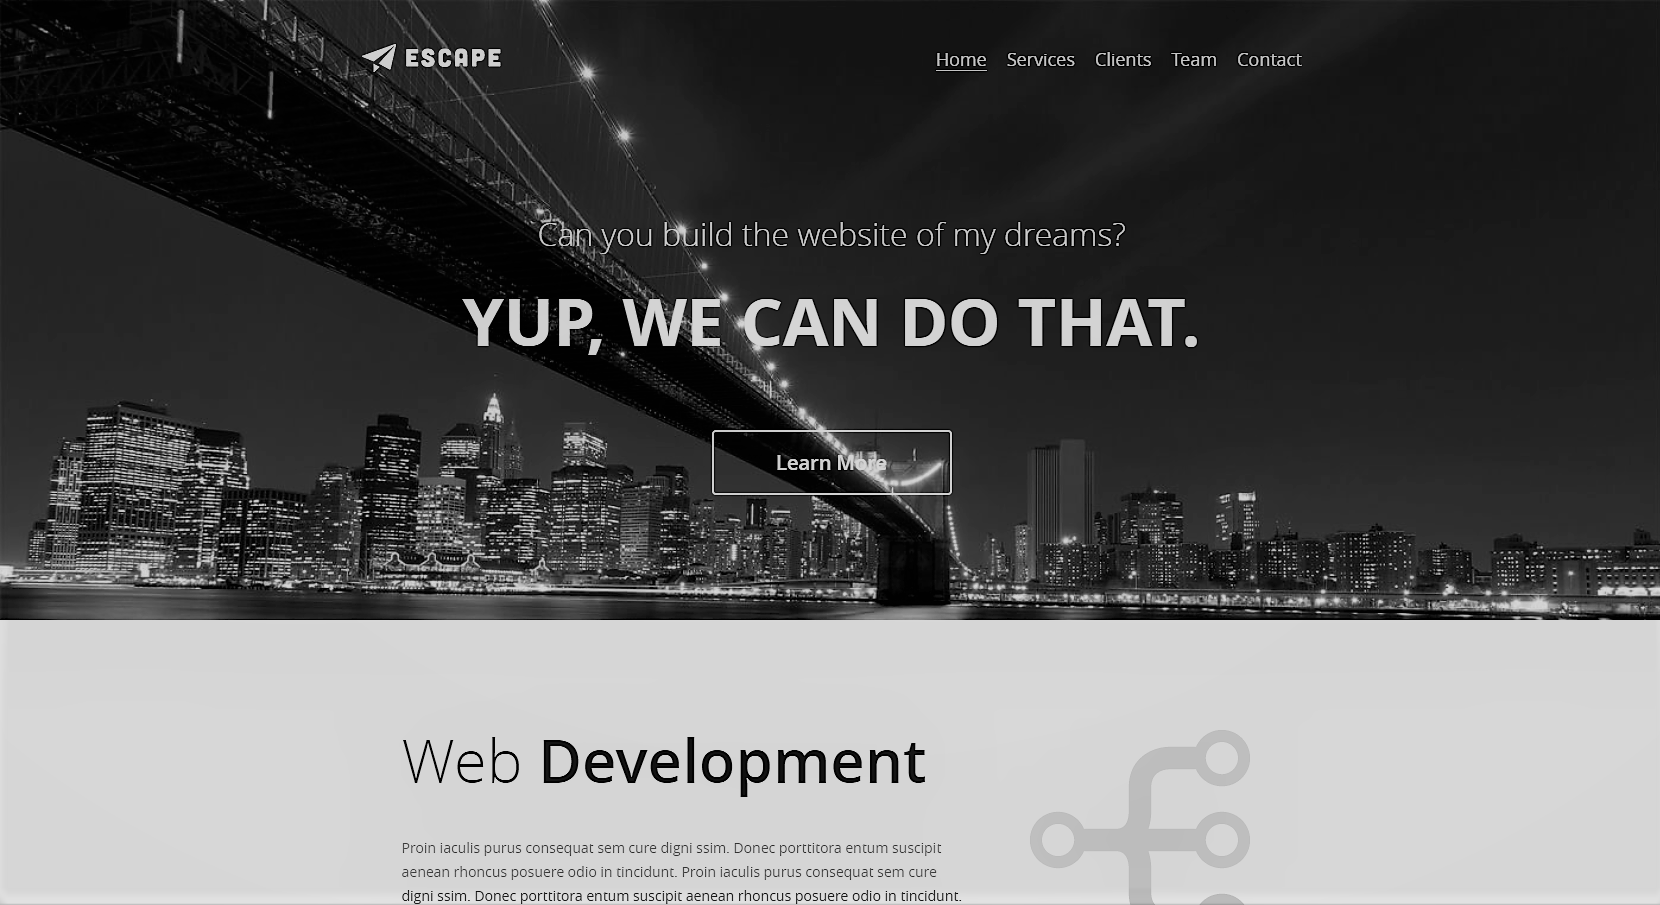 ESCAPE
Home Services Clients Team Contact
Can you build the website of my dreams?
YUP, WE CAN DO THAT.
Learn More
Web Development
Proin iaculis purus consequat sem cure digni ssim. Donec porttitora entum suscipit
aenean rhoncus posuere odio in tincidunt. Proin iaculis purus consequat sem cure
digni ssim. Donec porttitora entum suscipit aenean rhoncus posuere odio in tincidunt.